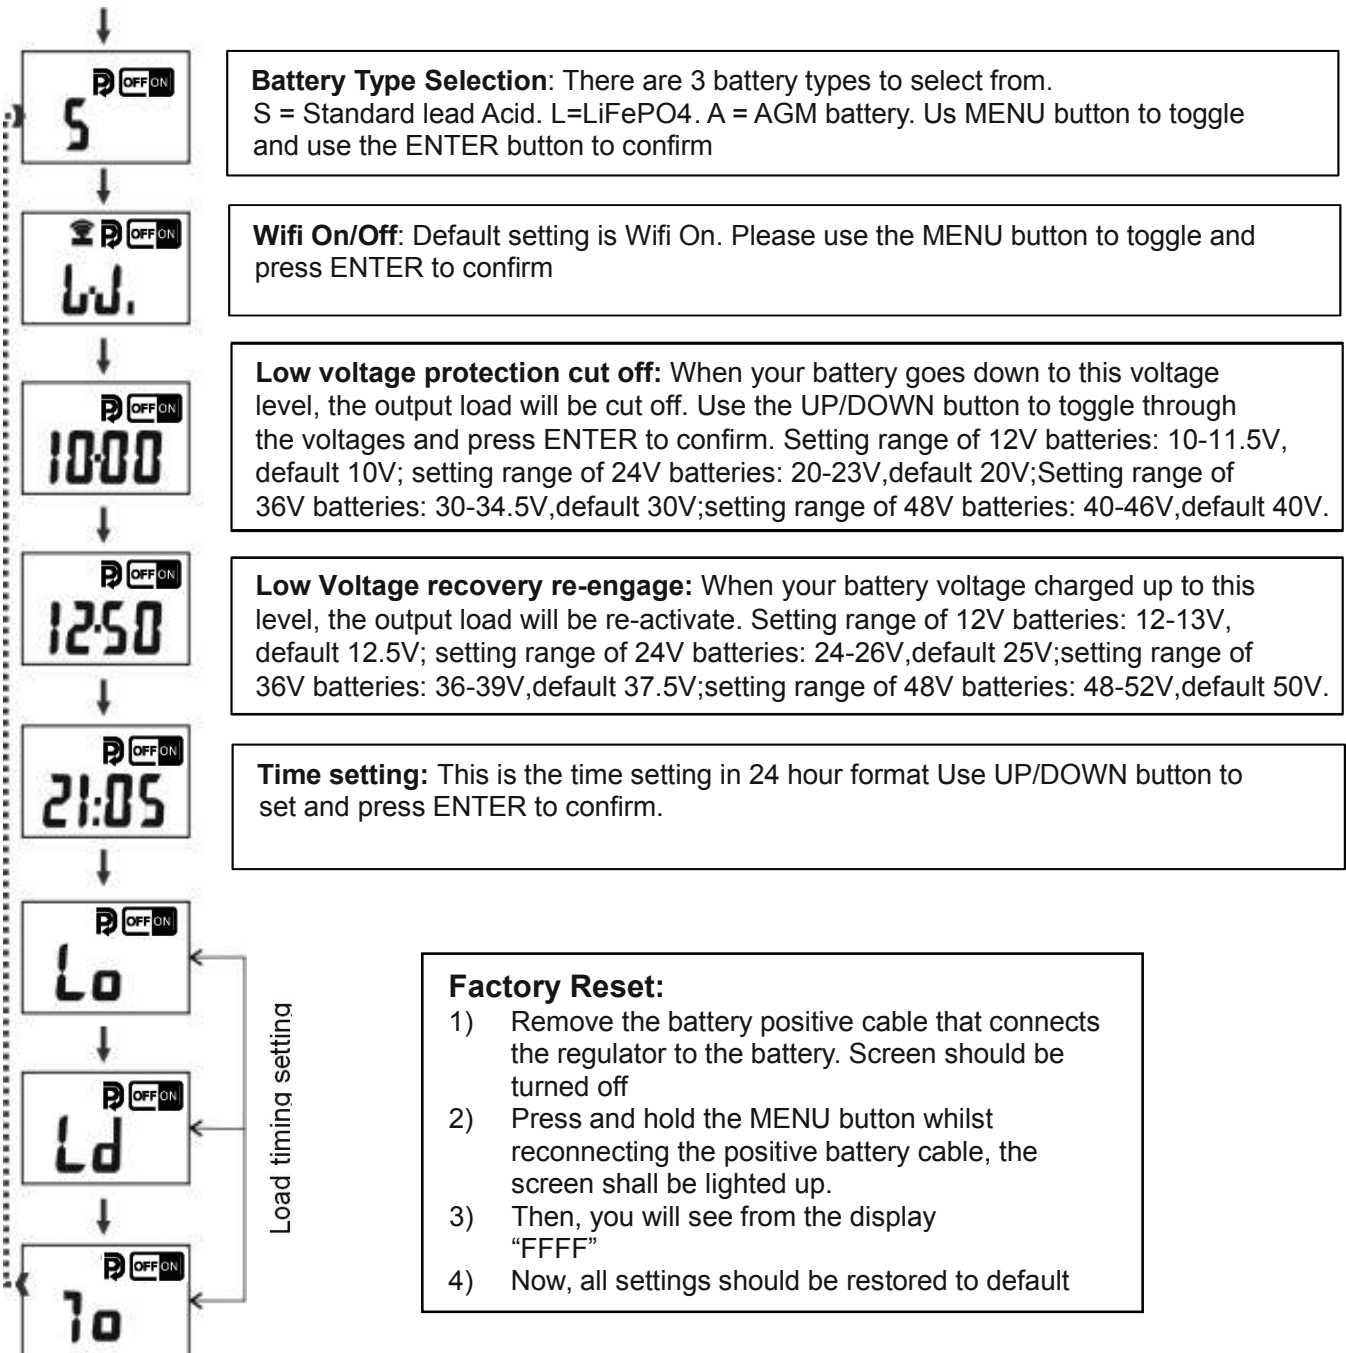 OFF ON
S
Battery Type Selection: There are 3 battery types to select from.
S = Standard lead Acid. L=LiFePO4. A = AGM battery. Us MENU button to toggle
and use the ENTER button to confirm
OFF ON
Wifi On/Off: Default setting is Wifi On. Please use the MENU button to toggle and
press ENTER to confirm
OFF ON
10.00
Low voltage protection cut off: When your battery goes down to this voltage
level, the output load will be cut off. Use the UP/DOWN button to toggle through
the voltages and press ENTER to confirm. Setting range of 12V batteries: 10-11.5V,
default 10V; setting range of 24V batteries: 20-23V,default 20V;Setting range of
36V batteries: 30-34.5V,default 30V;setting range of 48V batteries: 40-46V,default 40V.
OFF ON
12.50
Low Voltage recovery re-engage: When your battery voltage charged up to this
level, the output load will be re-activate. Setting range of 12V batteries: 12-13V,
default 12.5V; setting range of 24V batteries: 24-26V,default 25V;setting range of
36V batteries: 36-39V,default 37.5V;setting range of 48V batteries: 48-52V,default 50V.
OFF ON
21:05
Time setting: This is the time setting in 24 hour format Use UP/DOWN button to
set and press ENTER to confirm.
OFF ON
Lo
OFF ON
Ld
OFF ON
Load timing setting
Factory Reset:
1) Remove the battery positive cable that connects
the regulator to the battery. Screen should be
turned off
2) Press and hold the MENU button whilst
reconnecting the positive battery cable, the
screen shall be lighted up.
3) Then, you will see from the display
“FFFF”
4) Now, all settings should be restored to default